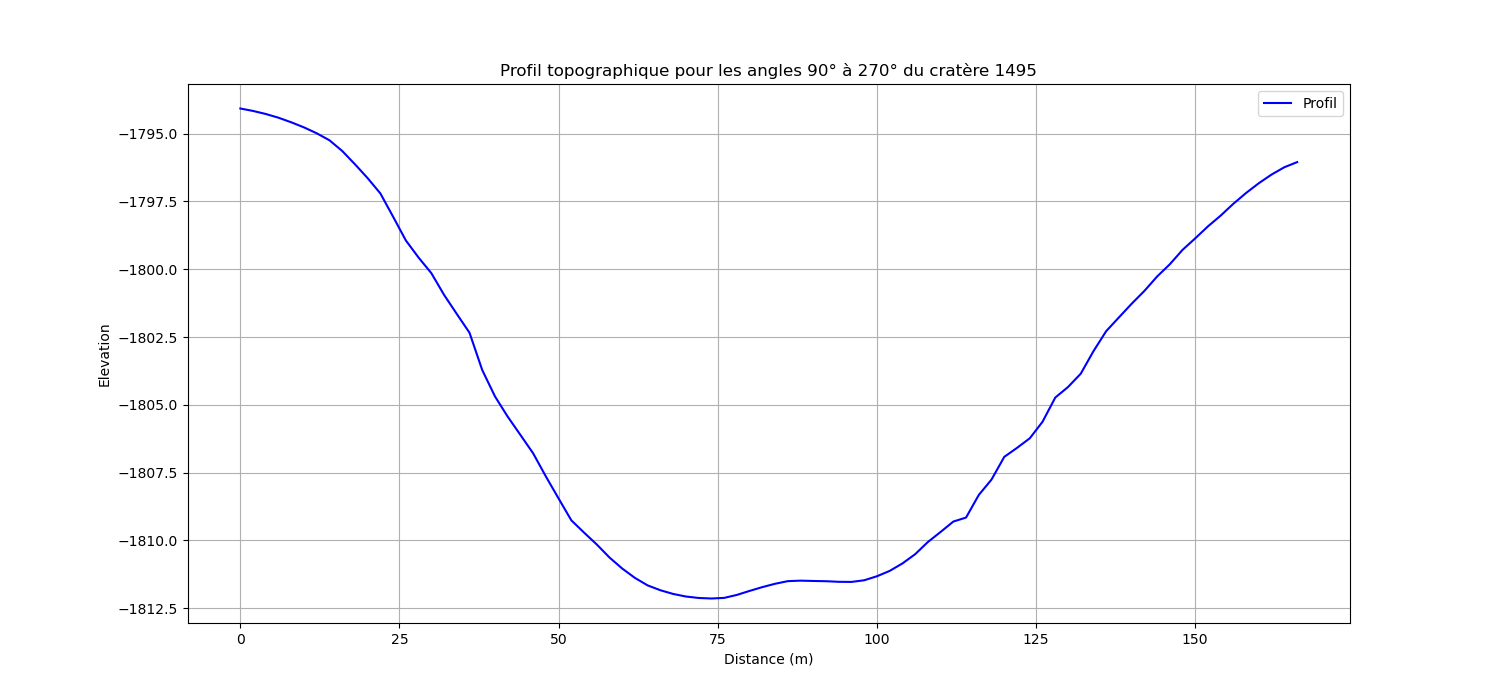 Profil topographique pour les angles 90° à 270° du cratère 1495
Profil
−1795.0
−1797.5
−1800.0
−1802.5
−1805.0
−1807.5
−1810.0
−1812.5
Elevation
0 25 50 75 100 125 150
Distance (m)